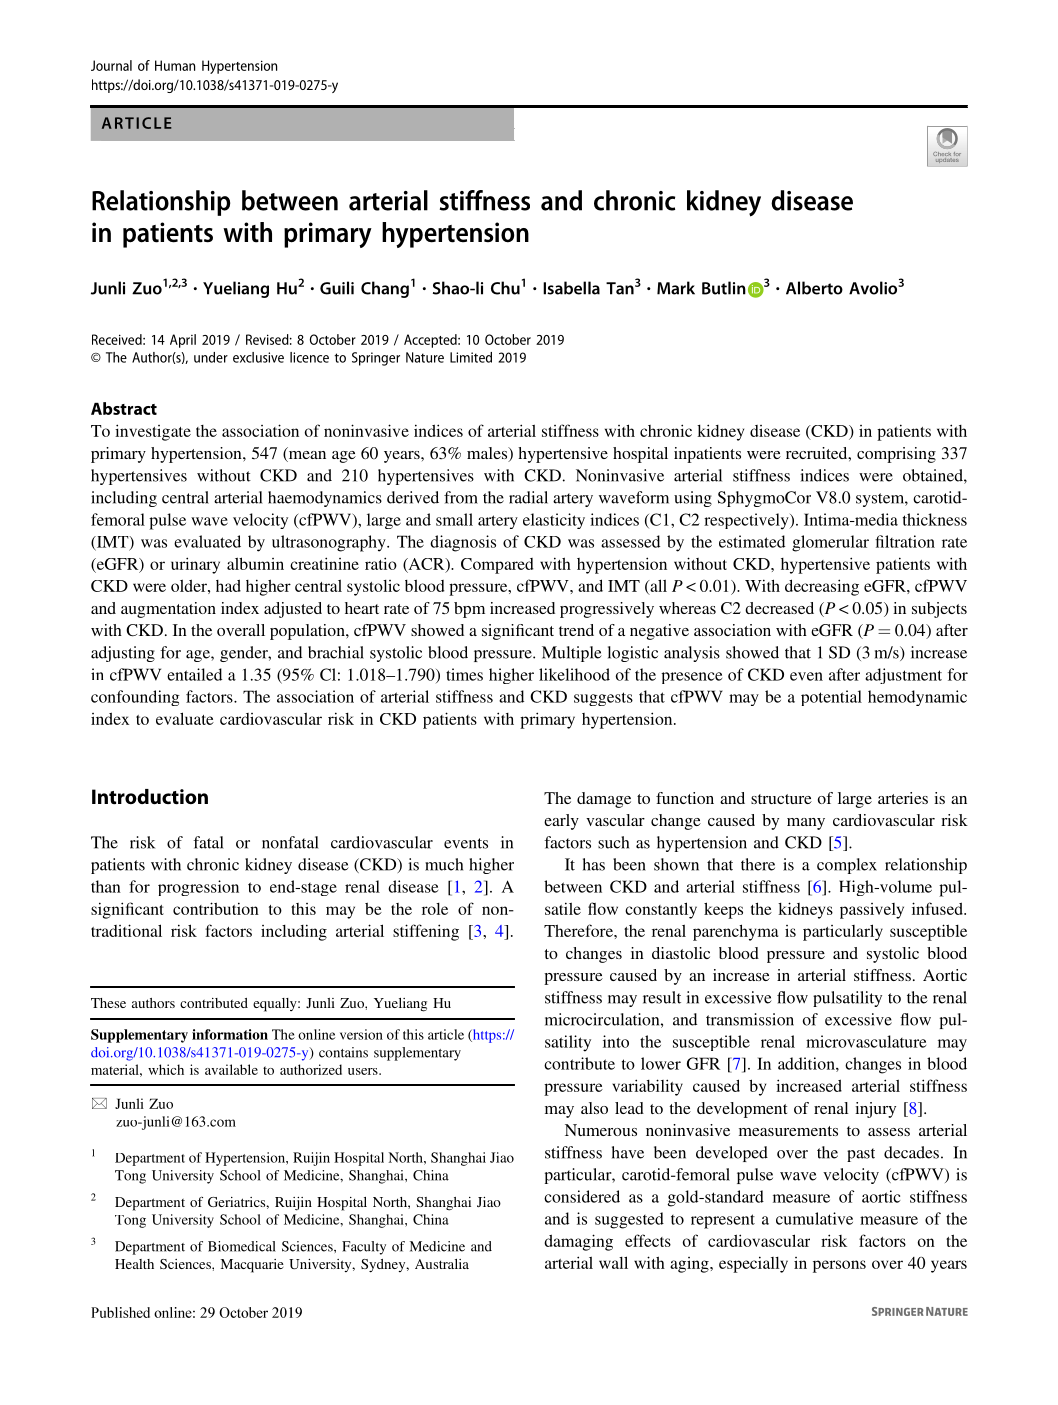 Journal of Human Hypertension
https://doi.org/10.1038/s41371-019-0275-y
ARTICLE
Check for
updates
Relationship between arterial stiffness and chronic kidney disease
in patients with primary hypertension
Junli Zuo1,2,3 · Yueliang Hu2 · Guili Chang1 · Shao-li Chu1 · Isabella Tan3 · Mark Butlin iD 3 · Alberto Avolio3
Received: 14 April 2019 / Revised: 8 October 2019 / Accepted: 10 October 2019
© The Author(s), under exclusive licence to Springer Nature Limited 2019
Abstract
To investigate the association of noninvasive indices of arterial stiffness with chronic kidney disease (CKD) in patients with
primary hypertension, 547 (mean age 60 years, 63% males) hypertensive hospital inpatients were recruited, comprising 337
hypertensives without CKD and 210 hypertensives with CKD. Noninvasive arterial stiffness indices were obtained,
including central arterial haemodynamics derived from the radial artery waveform using SphygmoCor V8.0 system, carotid-
femoral pulse wave velocity (cfPWV), large and small artery elasticity indices (C1, C2 respectively). Intima-media thickness
(IMT) was evaluated by ultrasonography. The diagnosis of CKD was assessed by the estimated glomerular filtration rate
(eGFR) or urinary albumin creatinine ratio (ACR). Compared with hypertension without CKD, hypertensive patients with
CKD were older, had higher central systolic blood pressure, cfPWV, and IMT (all P < 0.01). With decreasing eGFR, cfPWV
and augmentation index adjusted to heart rate of 75 bpm increased progressively whereas C2 decreased (P < 0.05) in subjects
with CKD. In the overall population, cfPWV showed a significant trend of a negative association with eGFR (P = 0.04) after
adjusting for age, gender, and brachial systolic blood pressure. Multiple logistic analysis showed that 1 SD (3 m/s) increase
in cfPWV entailed a 1.35 (95% Cl: 1.018–1.790) times higher likelihood of the presence of CKD even after adjustment for
confounding factors. The association of arterial stiffness and CKD suggests that cfPWV may be a potential hemodynamic
index to evaluate cardiovascular risk in CKD patients with primary hypertension.
Introduction
The risk of fatal or nonfatal cardiovascular events in
patients with chronic kidney disease (CKD) is much higher
than for progression to end-stage renal disease [1, 2]. A
significant contribution to this may be the role of non-
traditional risk factors including arterial stiffening [3, 4].
These authors contributed equally: Junli Zuo, Yueliang Hu
Supplementary information The online version of this article (https://
doi.org/10.1038/s41371-019-0275-y) contains supplementary
material, which is available to authorized users.
Junli Zuo
zuo-junli@163.com
1 Department of Hypertension, Ruijin Hospital North, Shanghai Jiao
Tong University School of Medicine, Shanghai, China
2 Department of Geriatrics, Ruijin Hospital North, Shanghai Jiao
Tong University School of Medicine, Shanghai, China
3 Department of Biomedical Sciences, Faculty of Medicine and
Health Sciences, Macquarie University, Sydney, Australia
The damage to function and structure of large arteries is an
early vascular change caused by many cardiovascular risk
factors such as hypertension and CKD [5].
It has been shown that there is a complex relationship
between CKD and arterial stiffness [6]. High-volume pul-
satile flow constantly keeps the kidneys passively infused.
Therefore, the renal parenchyma is particularly susceptible
to changes in diastolic blood pressure and systolic blood
pressure caused by an increase in arterial stiffness. Aortic
stiffness may result in excessive flow pulsatility to the renal
microcirculation, and transmission of excessive flow pul-
satility into the susceptible renal microvasculature may
contribute to lower GFR [7]. In addition, changes in blood
pressure variability caused by increased arterial stiffness
may also lead to the development of renal injury [8].
Numerous noninvasive measurements to assess arterial
stiffness have been developed over the past decades. In
particular, carotid-femoral pulse wave velocity (cfPWV) is
considered as a gold-standard measure of aortic stiffness
and is suggested to represent a cumulative measure of the
damaging effects of cardiovascular risk factors on the
arterial wall with aging, especially in persons over 40 years
Published online: 29 October 2019
SPRINGER NATURE